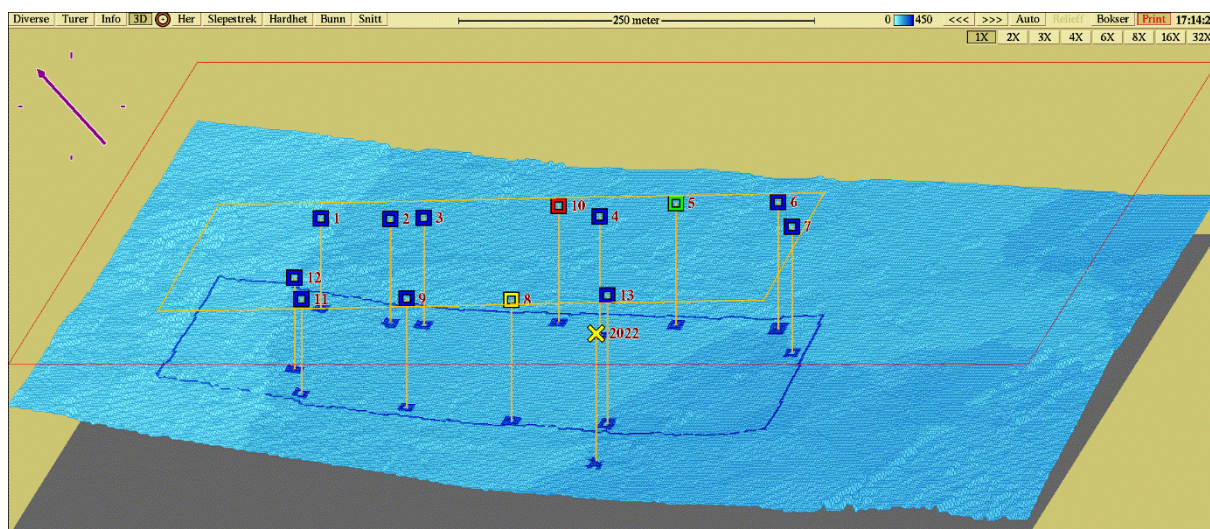 Diverse Turer Info 3D Her Slepestrek Hardhet Bunn Snitt 250 meter 0 450 <<< >>> Auto Relieff Bokser Print 17:14:2
1X 2X 3X 4X 6X 8X 16X 32X
10 5 6
1 2 3 4 7
12
11 9 8 13
2022